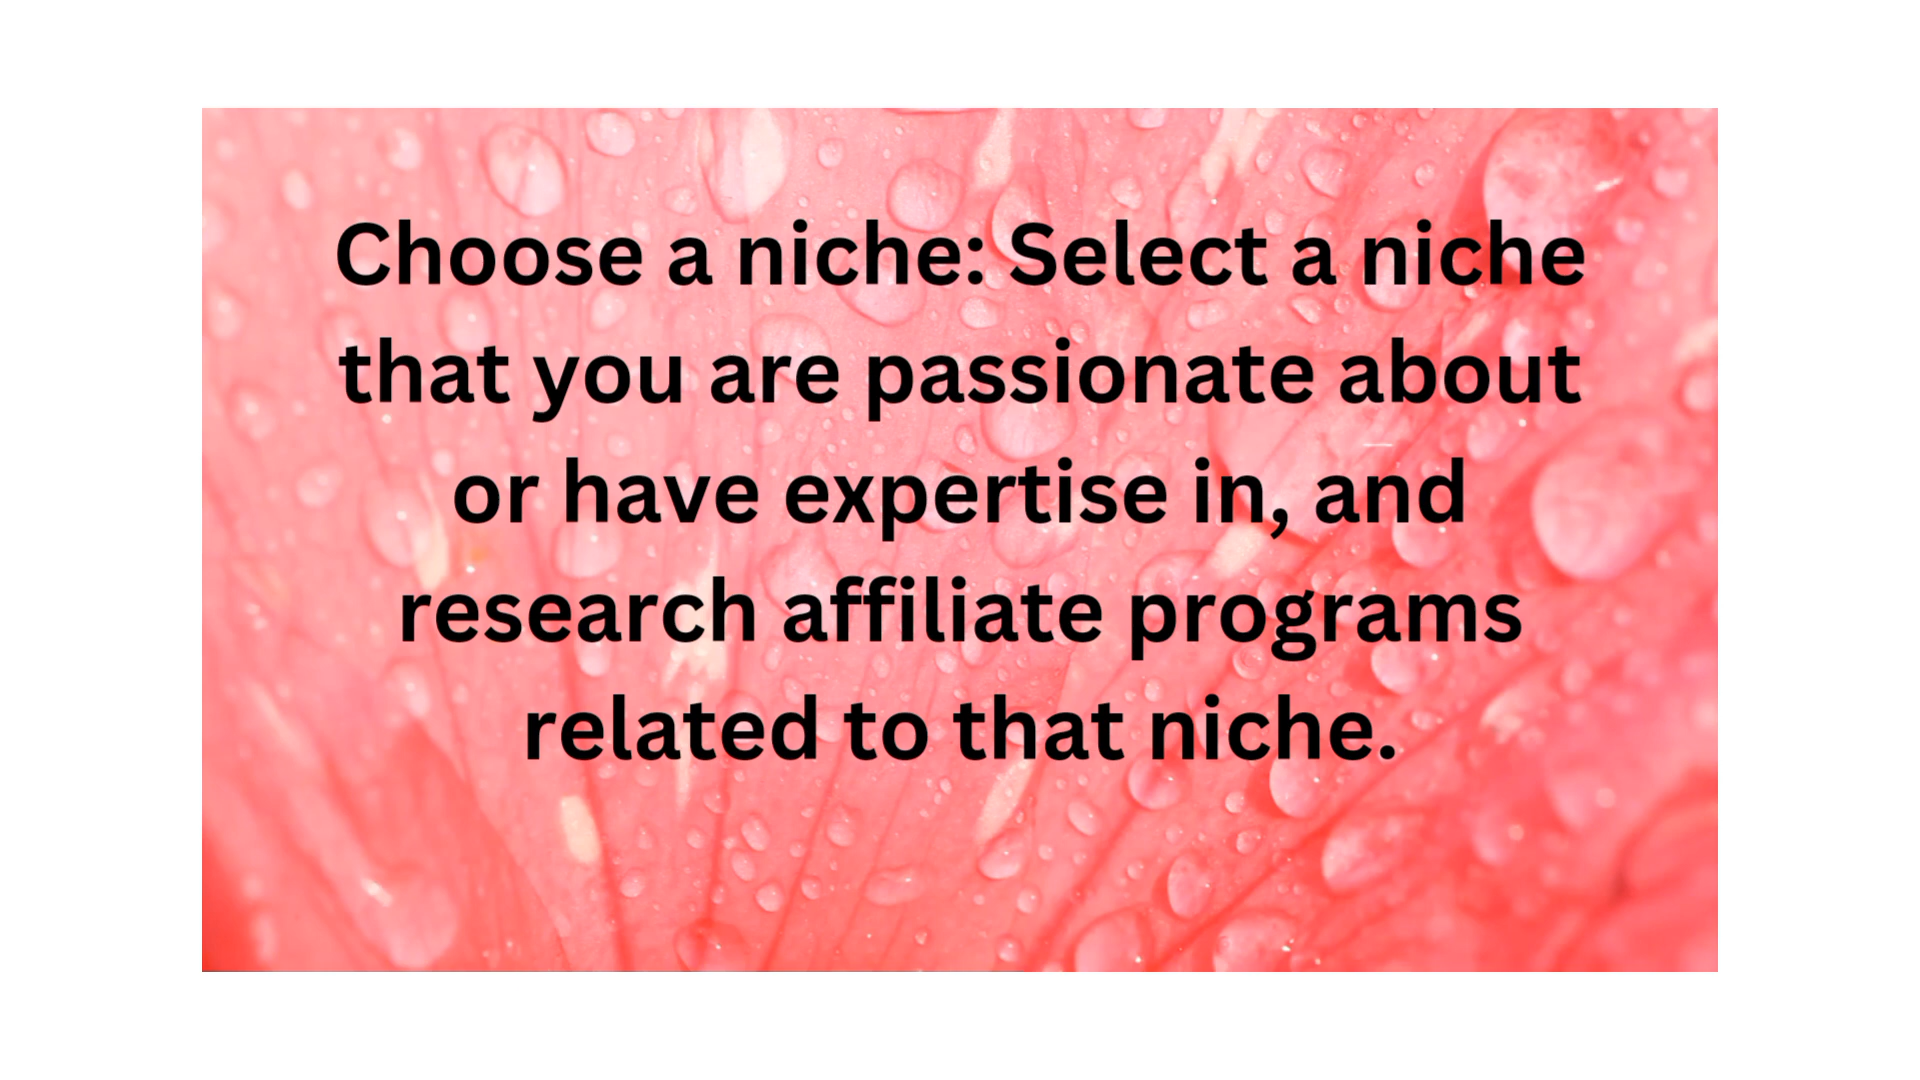 Choose a niche: Select a niche
that you are passionate about
or have expertise in, and
research affiliate programs
related to that niche.